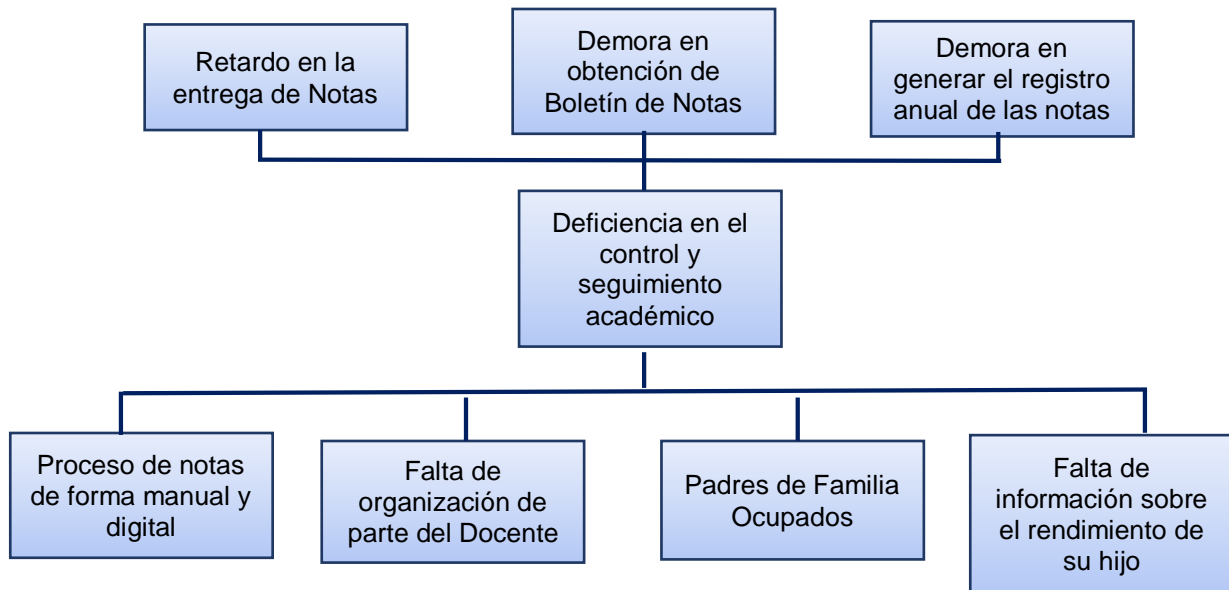 Retardo en la
entrega de Notas
Demora en
obtención de
Boletín de Notas
Demora en
generar el registro
anual de las notas
Deficiencia en el
control y
seguimiento
académico
Proceso de notas
de forma manual y
digital
Falta de
organización de
parte del Docente
Padres de Familia
Ocupados
Falta de
información sobre
el rendimiento de
su hijo